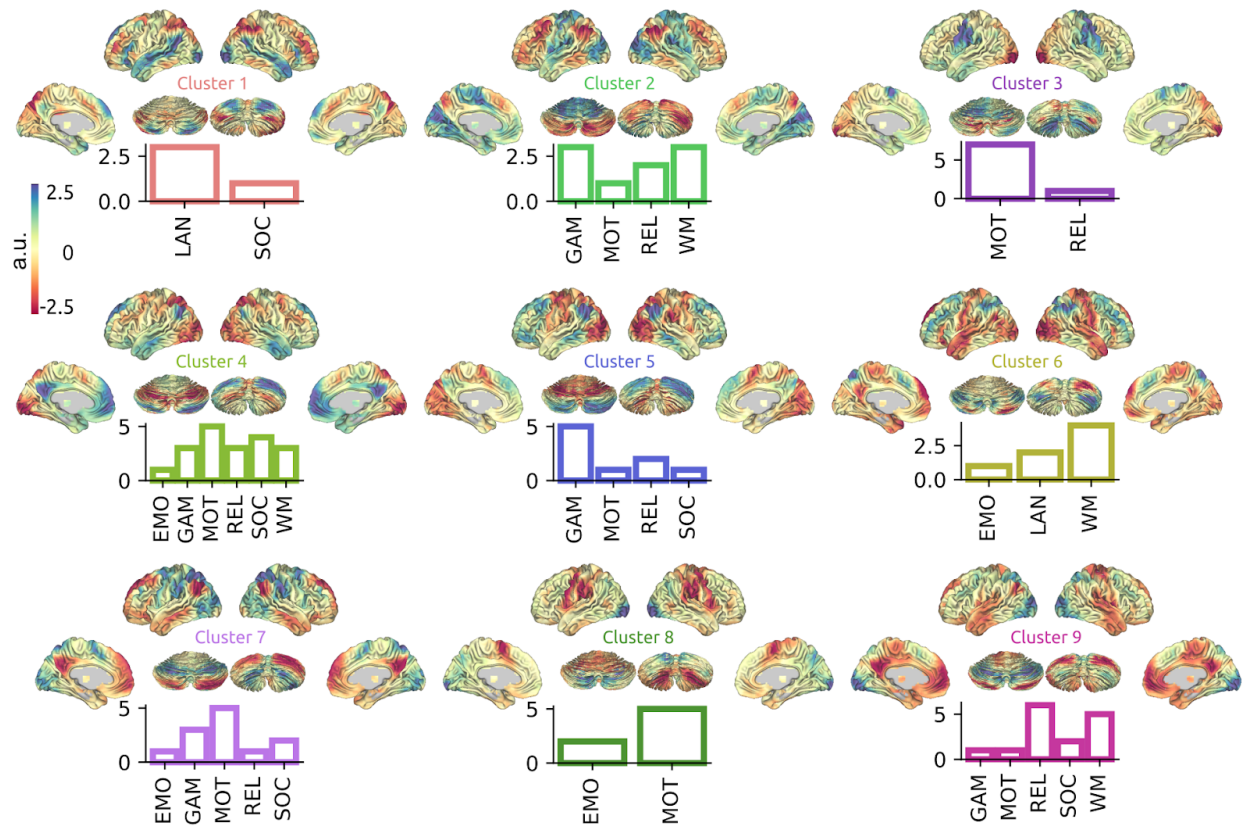 Cluster 1
2.5
0.0
LAN
SOC
Cluster 2
2.5
0.0
GAM
MOT
REL
WM
Cluster 3
5
0
MOT
REL
a.u.
2.5
0
-2.5
Cluster 4
5
0
EMO
GAM
MOT
REL
SOC
WM
Cluster 5
5
0
GAM
MOT
REL
SOC
Cluster 6
2.5
0.0
EMO
LAN
WM
Cluster 7
5
0
EMO
GAM
MOT
REL
SOC
Cluster 8
5
0
EMO
MOT
Cluster 9
5
0
GAM
MOT
REL
SOC
WM